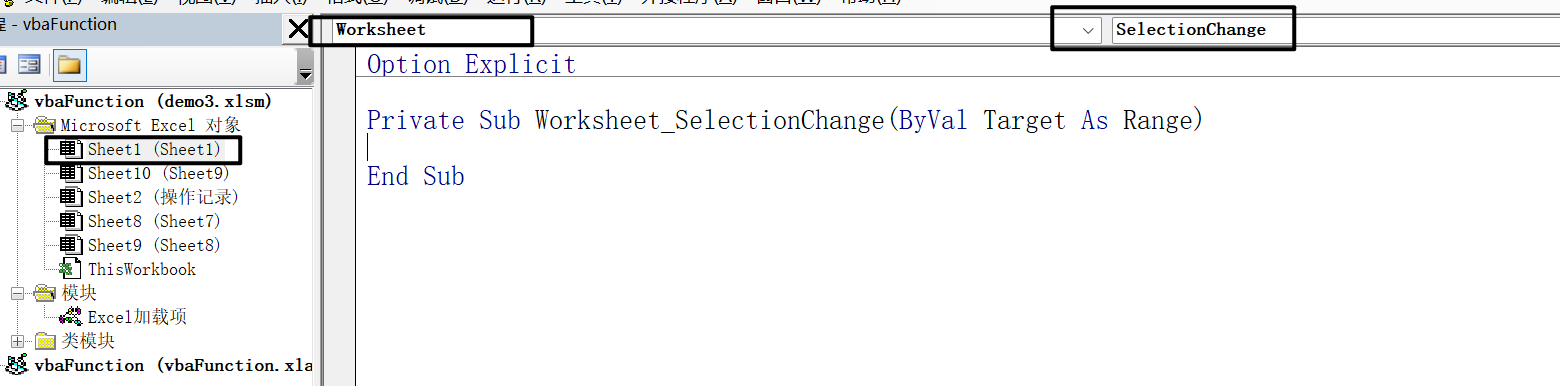 程 - vbaFunction
Worksheet
SelectionChange
Option Explicit
vbaFunction (demo3.xlsm)
Microsoft Excel 对象
Private Sub Worksheet_SelectionChange(ByVal Target As Range)
Sheet1 (Sheet1)
Sheet10 (Sheet9)
End Sub
Sheet2 (操作记录)
Sheet8 (Sheet7)
Sheet9 (Sheet8)
ThisWorkbook
模块
Excel加载项
类模块
vbaFunction (vbaFunction.xla